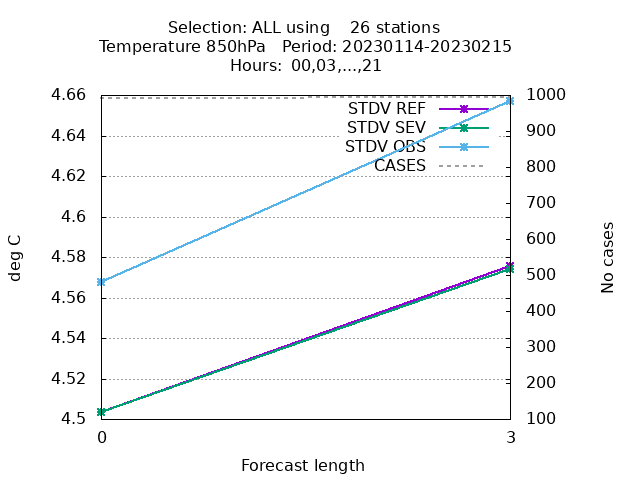 Selection: ALL using    26 stations
Temperature 850hPa   Period: 20230114-20230215
Hours:  00,03,...,21
4.66
4.64
4.62
4.6
4.58
4.56
4.54
4.52
4.5
deg C
STDV REF
STDV SEV
STDV OBS
CASES
1000
900
800
700
600
500
400
300
200
100
No cases
0
3
Forecast length